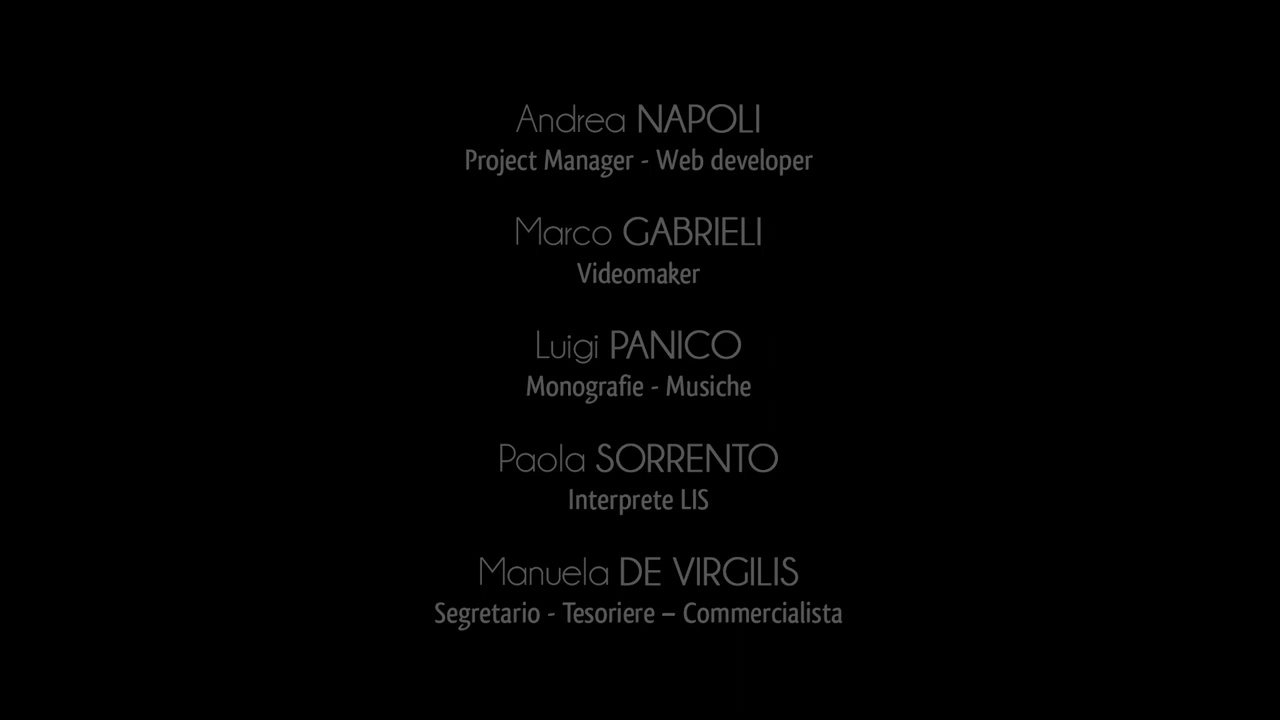 Andrea NAPOLI
Project Manager - Web developer
Marco GABRIELI
Videomaker
Luigi PANICO
Monografie - Musiche
Paola SORRENTO
Interprete LIS
Manuela DE VIRGILIS
Segretario - Tesoriere – Commercialista